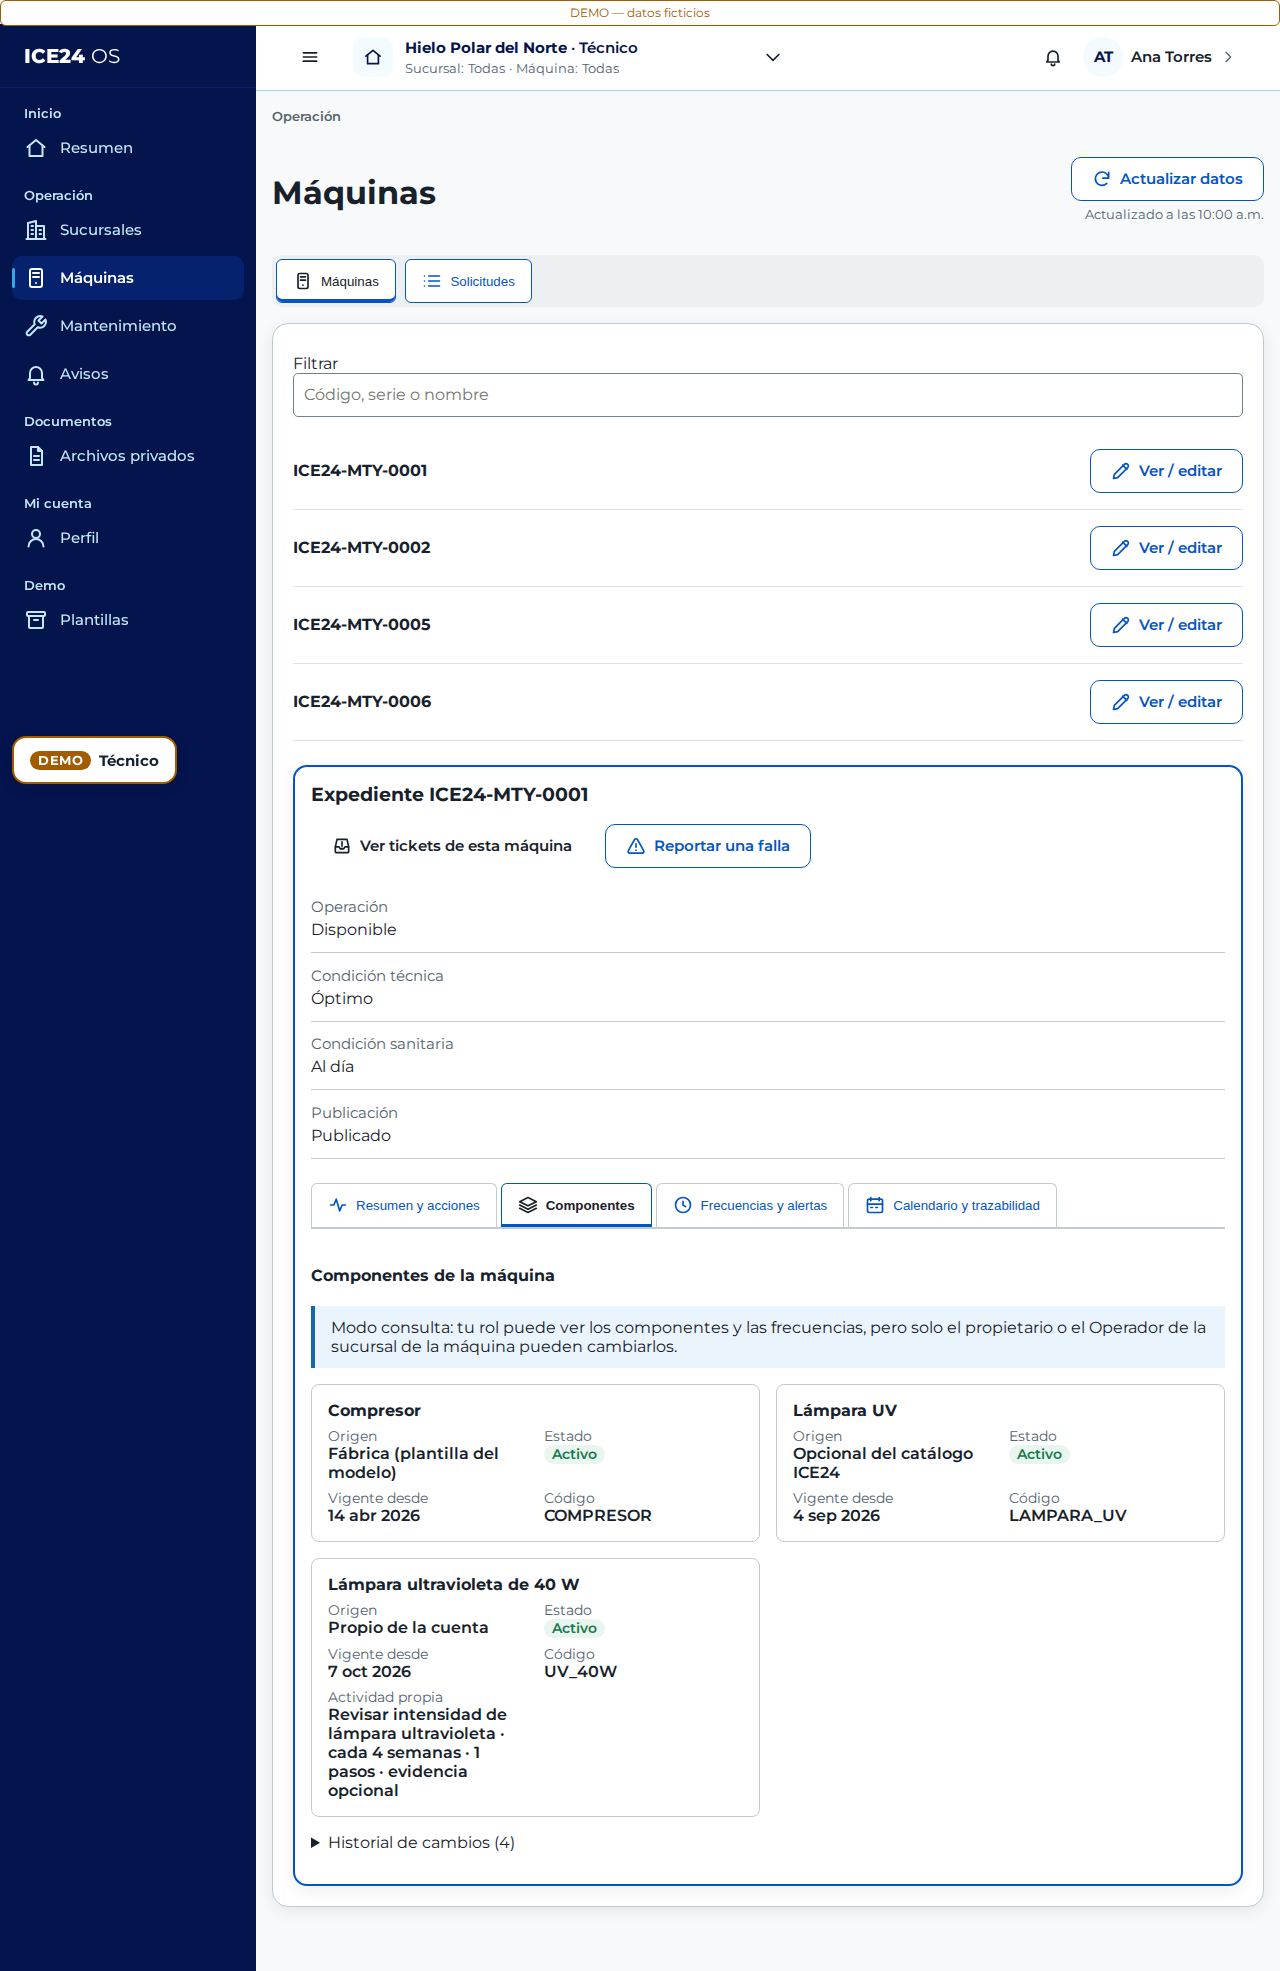 DEMO — datos ficticios
ICE24 OS
Hielo Polar del Norte · Técnico
Sucursal: Todas · Máquina: Todas
AT Ana Torres
Inicio
Resumen
Operación
Sucursales
Máquinas
Mantenimiento
Avisos
Documentos
Archivos privados
Mi cuenta
Perfil
Demo
Plantillas
DEMO Técnico
Operación
Máquinas
Actualizar datos
Actualizado a las 10:00 a.m.
Máquinas
Solicitudes
Filtrar
Código, serie o nombre
ICE24-MTY-0001
Ver / editar
ICE24-MTY-0002
Ver / editar
ICE24-MTY-0005
Ver / editar
ICE24-MTY-0006
Ver / editar
Expediente ICE24-MTY-0001
Ver tickets de esta máquina
Reportar una falla
Operación
Disponible
Condición técnica
Óptimo
Condición sanitaria
Al día
Publicación
Publicado
Resumen y acciones
Componentes
Frecuencias y alertas
Calendario y trazabilidad
Componentes de la máquina
Modo consulta: tu rol puede ver los componentes y las frecuencias, pero solo el propietario o el Operador de la
sucursal de la máquina pueden cambiarlos.
Compresor
Origen
Fábrica (plantilla del
modelo)
Estado
Activo
Vigente desde
14 abr 2026
Código
COMPRESOR
Lámpara UV
Origen
Opcional del catálogo
ICE24
Estado
Activo
Vigente desde
4 sep 2026
Código
LAMPARA_UV
Lámpara ultravioleta de 40 W
Origen
Propio de la cuenta
Estado
Activo
Vigente desde
7 oct 2026
Código
UV_40W
Actividad propia
Revisar intensidad de
lámpara ultravioleta ·
cada 4 semanas · 1
pasos · evidencia
opcional
Historial de cambios (4)